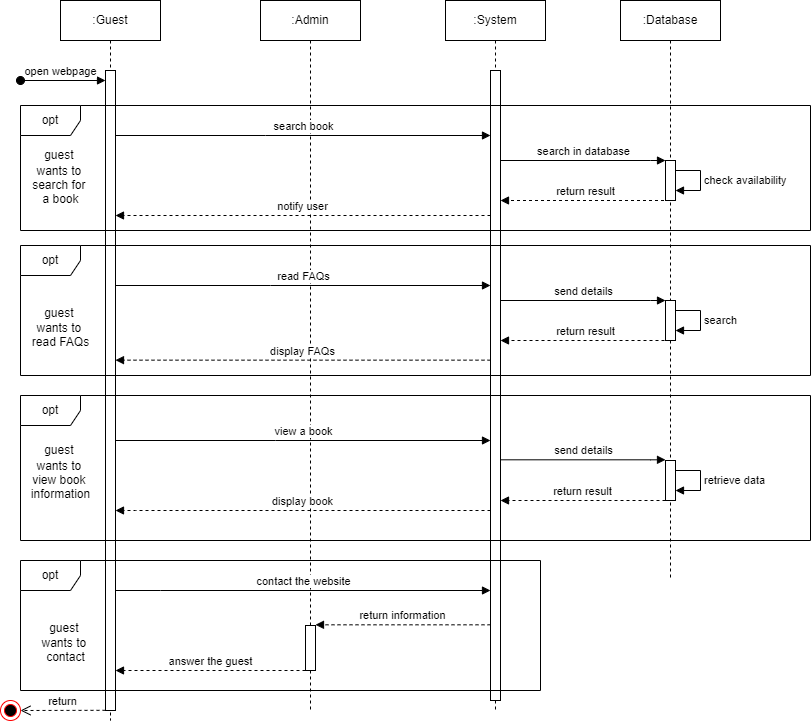 :Guest
:Admin
:System
:Database
open webpage
opt
guest
wants to
search for
a book
search book
search in database
check availability
return result
notify user
opt
guest
wants to
read FAQs
read FAQs
send details
search
return result
display FAQs
opt
guest
wants to
view book
information
view a book
send details
retrieve data
return result
display book
opt
guest
wants to
contact
contact the website
return information
answer the guest
return